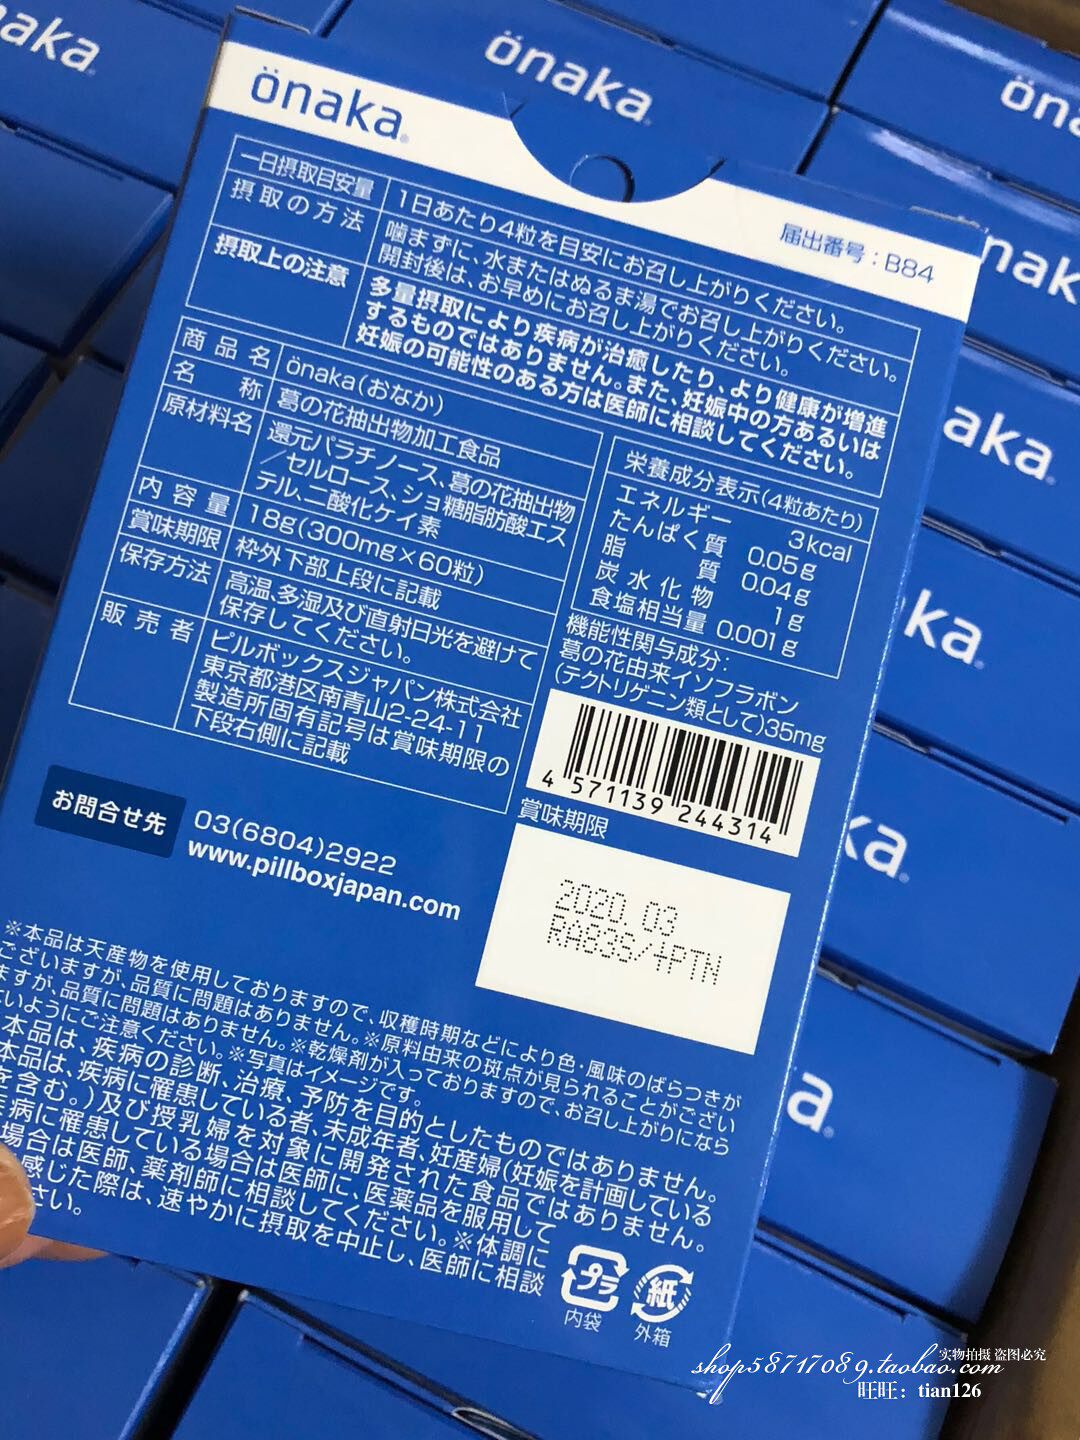 önaka
önaka
önaka
届出番号：B84
一日摂取目安量
1日あたり4粒を目安にお召し上がりください。
摂取の方法
噛まずに、水またはぬるま湯でお召し上がりください。
開封後は、お早めにお召し上がりください。
摂取上の注意
多量摂取により疾病が治癒したり、より健康が増進
するものではありません。また、妊娠中の方あるいは
妊娠の可能性のある方は医師に相談してください。
商品名
önaka(おなか)
名称
葛の花抽出物加工食品
原材料名
還元パラチノース、葛の花抽出物
／セルロース、ショ糖脂肪酸エス
テル、二酸化ケイ素
内容量
18g(300mg×60粒)
賞味期限
枠外下部上段に記載
保存方法
高温、多湿及び直射日光を避けて
保存してください。
販売者
ピルボックスジャパン株式会社
東京都港区南青山2-24-11
製造所固有記号は賞味期限の
下段右側に記載
栄養成分表示(4粒あたり)
エネルギー 3kcal
たんぱく質 0.05g
脂質 0.04g
炭水化物 1g
食塩相当量 0.001g
機能性関与成分：
葛の花由来イソフラボン
(テクトリゲニン類として)35mg
4 571139 244314
賞味期限
2020.03
RA83S/+PTN
お問合せ先
03(6804)2922
www.pillboxjapan.com
※本品は天産物を使用しておりますので、収穫時期などにより色・風味のばらつきが
ございますが、品質に問題はありません。※原料由来の斑点が見られることがござい
ますが、品質に問題はありません。※乾燥剤が入っておりますので、お召し上がりになら
ないようにご注意ください。※写真はイメージです。
本品は、疾病の診断、治療、予防を目的としたものではありません。
本品は、疾病に罹患している者、未成年者、妊産婦(妊娠を計画している
を含む。)及び授乳婦を対象に開発された食品ではありません。
疾病に罹患している場合は医師に、医薬品を服用して
場合は医師、薬剤師に相談してください。※体調に
感じた際は、速やかに摂取を中止し、医師に相談
さい。
プラ
内袋
紙
外箱
aka
aka
ka
ka
a
实物拍摄 盗图必究
shop58717089.taobao.com
旺旺：tian126